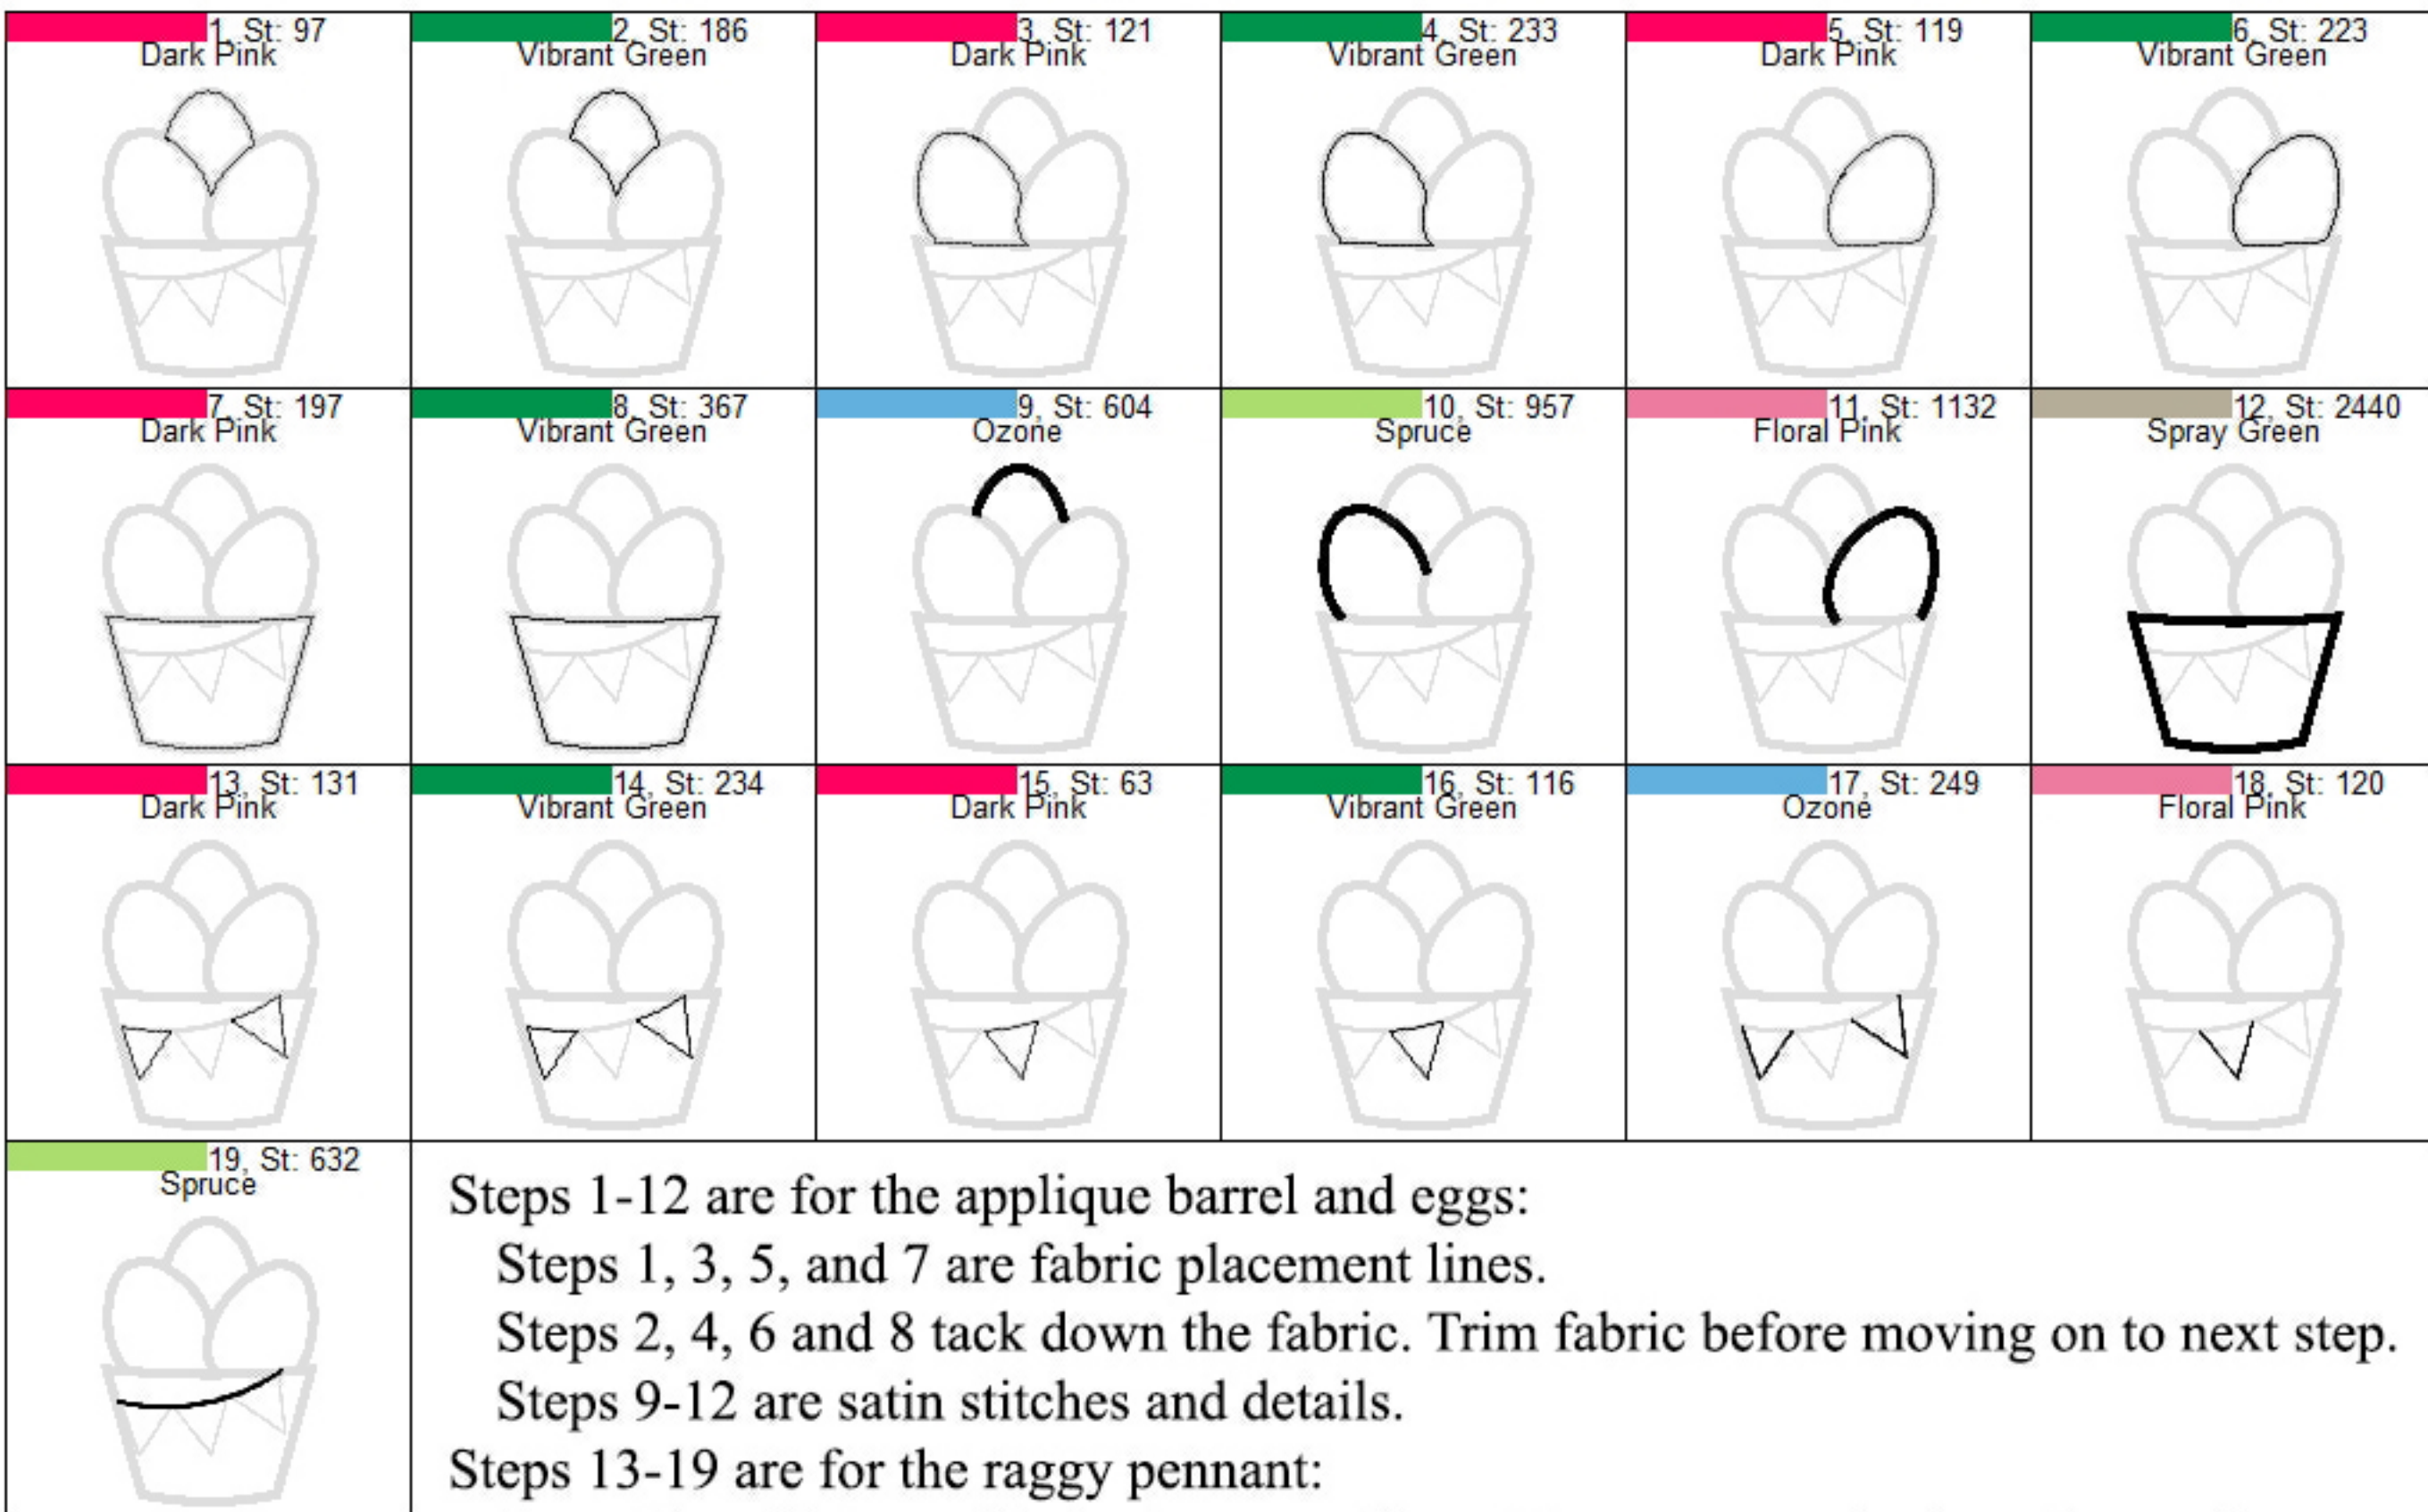 1, St: 97
Dark Pink
2, St: 186
Vibrant Green
3, St: 121
Dark Pink
4, St: 233
Vibrant Green
5, St: 119
Dark Pink
6, St: 223
Vibrant Green
7, St: 197
Dark Pink
8, St: 367
Vibrant Green
9, St: 604
Ozone
10, St: 957
Spruce
11, St: 1132
Floral Pink
12, St: 2440
Spray Green
13, St: 131
Dark Pink
14, St: 234
Vibrant Green
15, St: 63
Dark Pink
16, St: 116
Vibrant Green
17, St: 249
Ozone
18, St: 120
Floral Pink
19, St: 632
Spruce
Steps 1-12 are for the applique barrel and eggs:
Steps 1, 3, 5, and 7 are fabric placement lines.
Steps 2, 4, 6 and 8 tack down the fabric. Trim fabric before moving on to next step.
Steps 9-12 are satin stitches and details.
Steps 13-19 are for the raggy pennant: